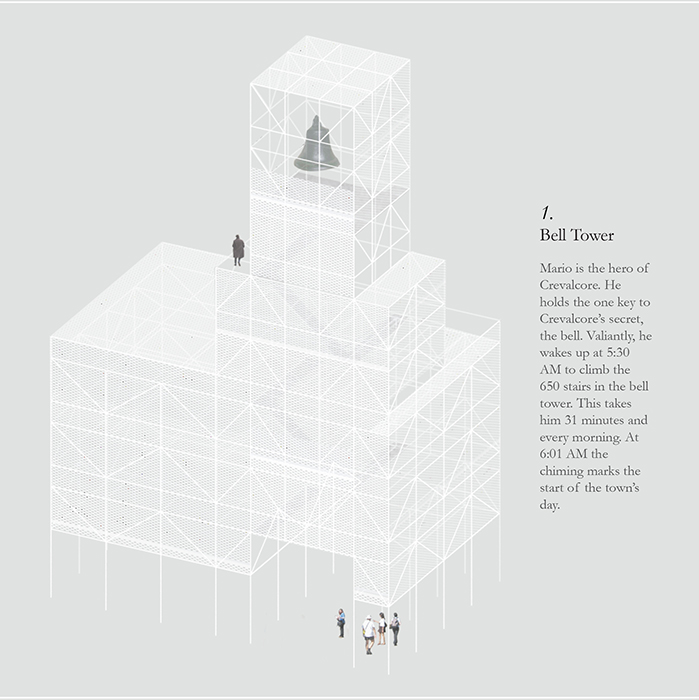 1.
Bell Tower
Mario is the hero of
Crevalcore. He
holds the one key to
Crevalcore’s secret,
the bell. Valiantly, he
wakes up at 5:30
AM to climb the
650 stairs in the bell
tower. This takes
him 31 minutes and
every morning. At
6:01 AM the
chiming marks the
start of the town’s
day.